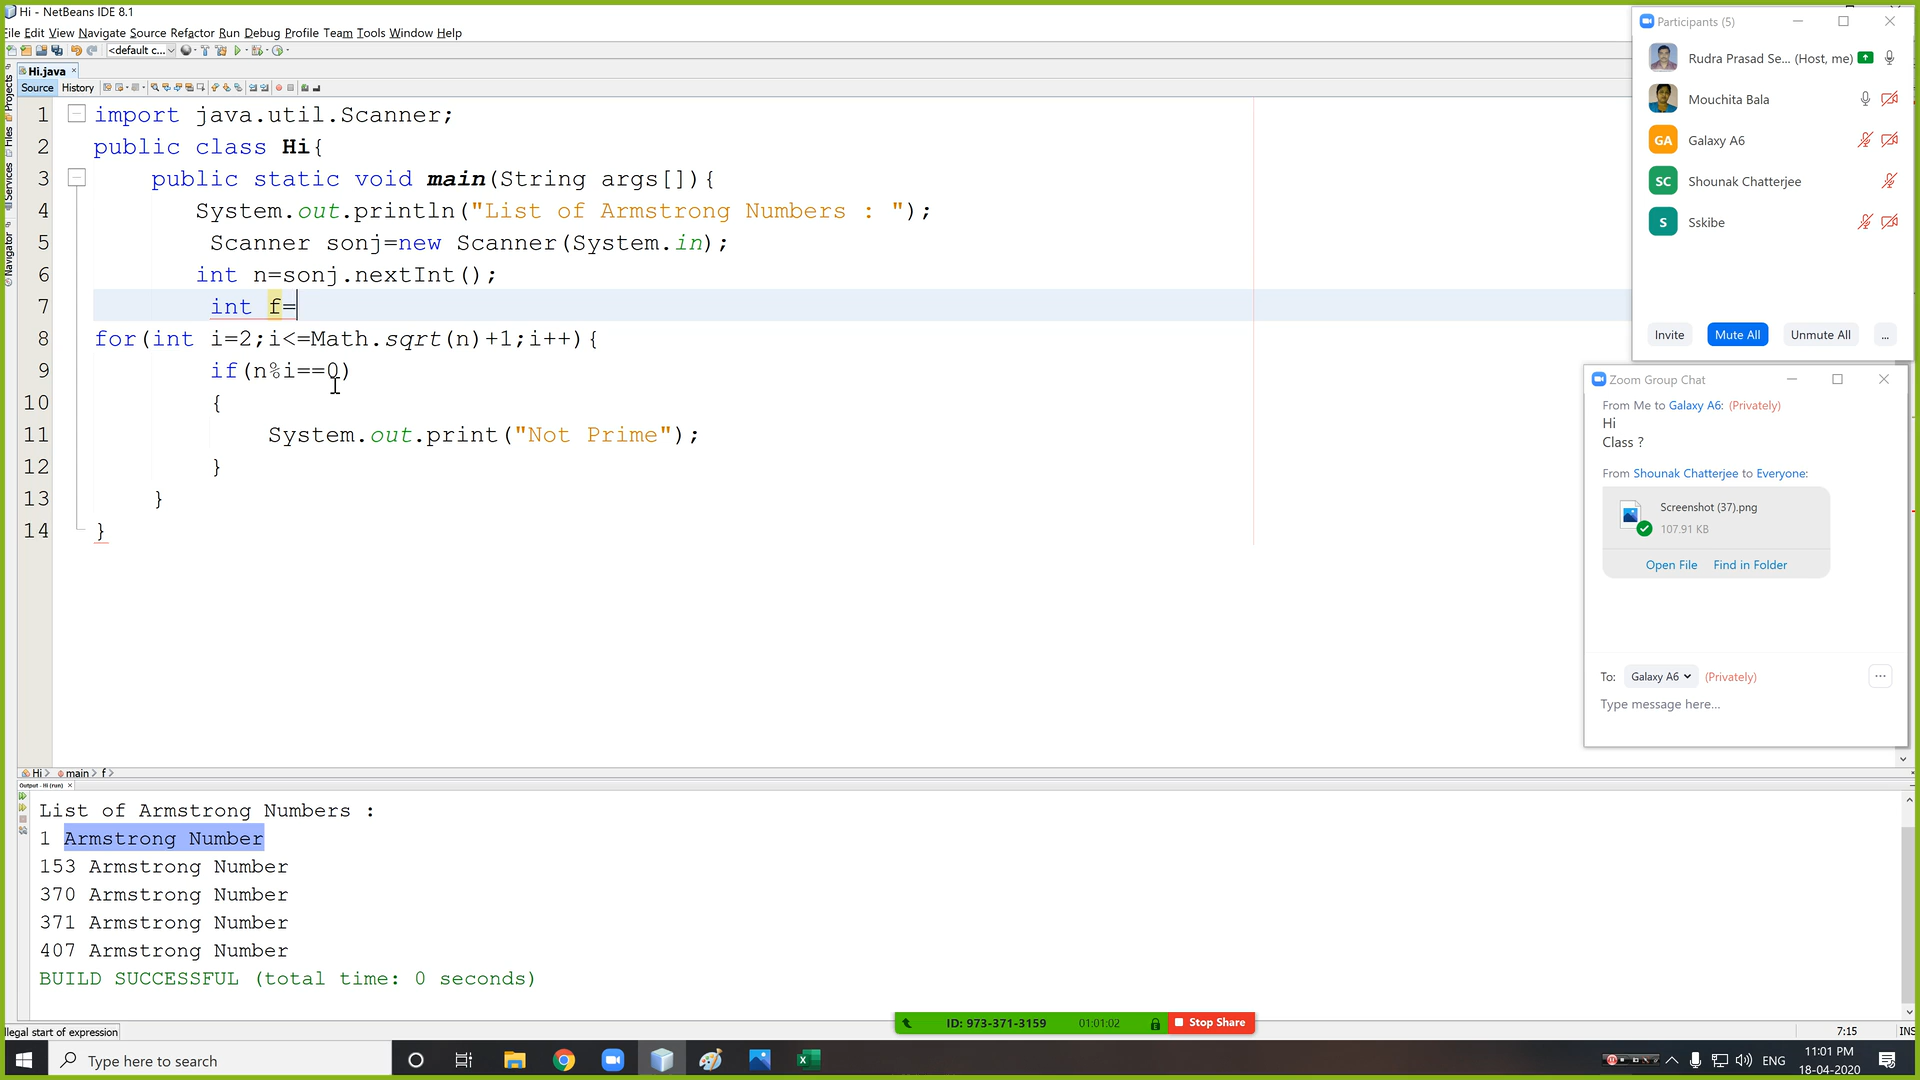 Hi - NetBeans IDE 8.1
File Edit View Navigate Source Refactor Run Debug Profile Team Tools Window Help
<default c...
Hi.java
Source History
Projects
Files
Services
Navigator
1 import java.util.Scanner;
2 public class Hi{
3 public static void main(String args[]){
4 System.out.println("List of Armstrong Numbers : ");
5 Scanner sonj=new Scanner(System.in);
6 int n=sonj.nextInt();
7 int f=
8 for(int i=2;i<=Math.sqrt(n)+1;i++){
9 if(n%i==0)
10 {
11 System.out.print("Not Prime");
12 }
13 }
14 }
Hi > main > f >
Output - Hi (run)
List of Armstrong Numbers :
1 Armstrong Number
153 Armstrong Number
370 Armstrong Number
371 Armstrong Number
407 Armstrong Number
BUILD SUCCESSFUL (total time: 0 seconds)
llegal start of expression
7:15 INS
Participants (5)
Rudra Prasad Se... (Host, me)
Mouchita Bala
GA Galaxy A6
SC Shounak Chatterjee
S Sskibe
Invite Mute All Unmute All ...
Zoom Group Chat
From Me to Galaxy A6: (Privately)
Hi
Class ?
From Shounak Chatterjee to Everyone:
Screenshot (37).png
107.91 KB
Open File Find in Folder
To: Galaxy A6 (Privately)
Type message here...
ID: 973-371-3159 01:01:02 Stop Share
Type here to search
ENG
11:01 PM
18-04-2020